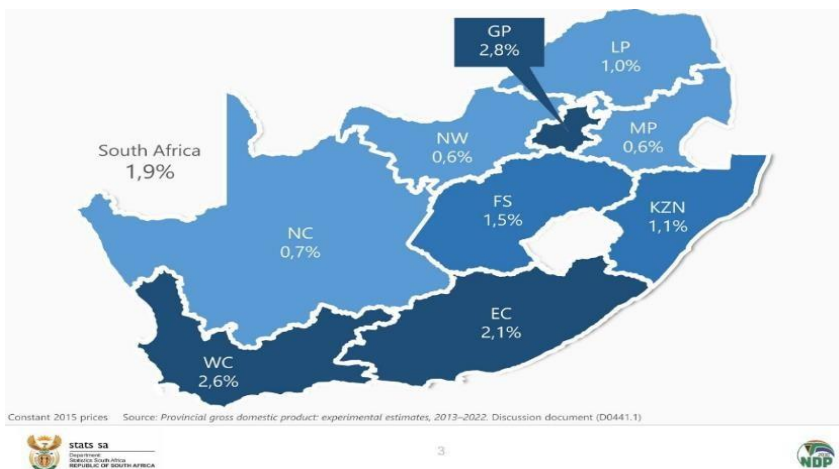 GP
2,8%
LP
1,0%
NW
0,6%
MP
0,6%
South Africa
1,9%
FS
1,5%
KZN
1,1%
NC
0,7%
EC
2,1%
WC
2,6%
Constant 2015 prices Source: Provincial gross domestic product: experimental estimates, 2013–2022. Discussion document (D0441.1)
stats sa
Department:
Statistics South Africa
REPUBLIC OF SOUTH AFRICA
3
NDP